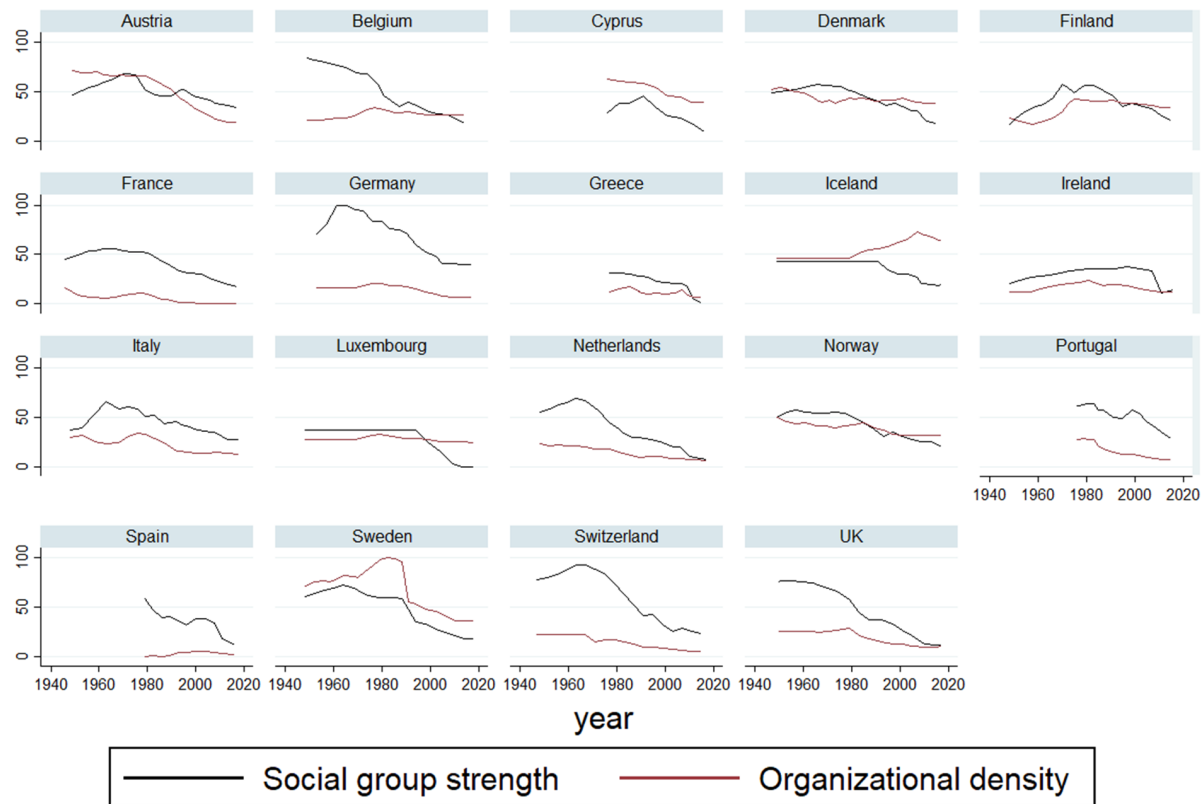 Austria Belgium Cyprus Denmark Finland
100
50
0
France Germany Greece Iceland Ireland
100
50
0
Italy Luxembourg Netherlands Norway Portugal
100
50
0
1940 1960 1980 2000 2020
Spain Sweden Switzerland UK
100
50
0
1940 1960 1980 2000 2020 1940 1960 1980 2000 2020 1940 1960 1980 2000 2020 1940 1960 1980 2000 2020
year
Social group strength Organizational density